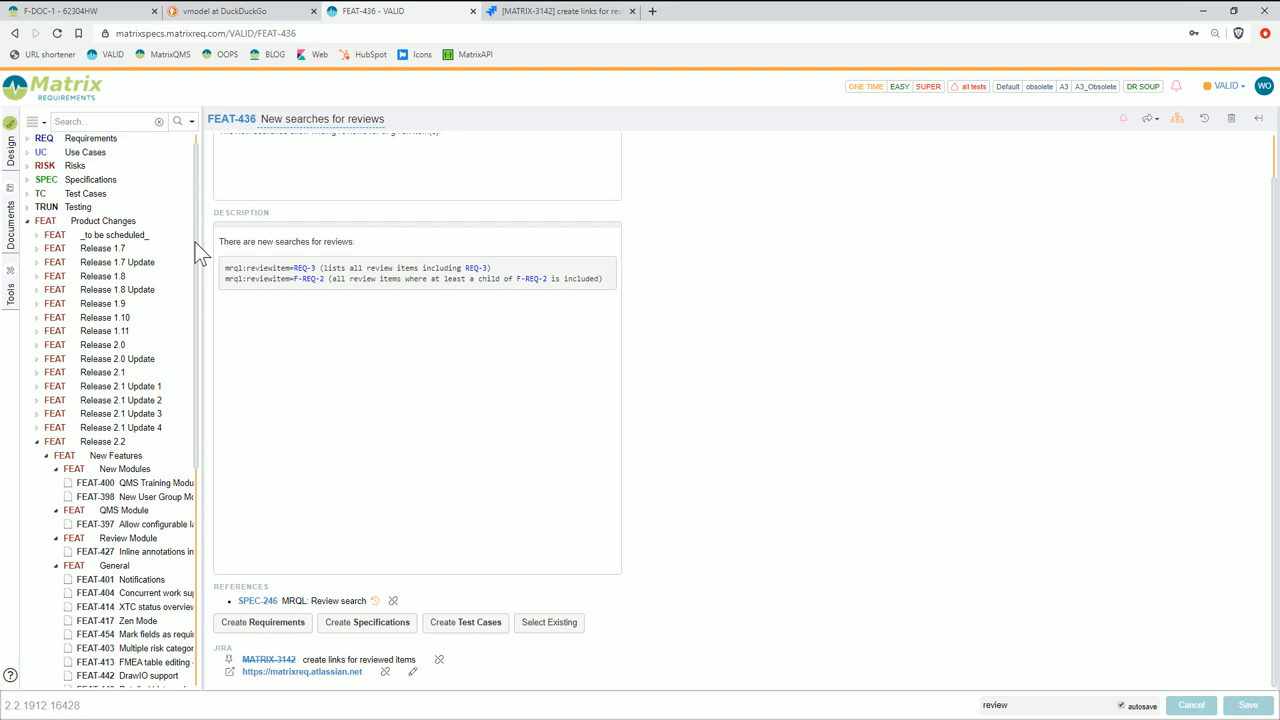 F-DOC-1 - 62304HW
vmodel at DuckDuckGo
FEAT-436 - VALID
[MATRIX-3142] create links for rev
matrixspecs.matrixreq.com/VALID/FEAT-436
URL shortener VALID MatrixQMS OOPS BLOG Web HubSpot Icons MatrixAPI
Matrix
REQUIREMENTS
ONE TIME EASY SUPER all tests Default obsolete A3 A3_Obsolete DR SOUP VALID WO
Search...
FEAT-436 New searches for reviews
Design
Documents
Tools
REQ Requirements
UC Use Cases
RISK Risks
SPEC Specifications
TC Test Cases
TRUN Testing
FEAT Product Changes
FEAT _to be scheduled_
FEAT Release 1.7
FEAT Release 1.7 Update
FEAT Release 1.8
FEAT Release 1.8 Update
FEAT Release 1.9
FEAT Release 1.10
FEAT Release 1.11
FEAT Release 2.0
FEAT Release 2.0 Update
FEAT Release 2.1
FEAT Release 2.1 Update 1
FEAT Release 2.1 Update 2
FEAT Release 2.1 Update 3
FEAT Release 2.1 Update 4
FEAT Release 2.2
FEAT New Features
FEAT New Modules
FEAT-400 QMS Training Modu
FEAT-398 New User Group Mo
FEAT QMS Module
FEAT-397 Allow configurable la
FEAT Review Module
FEAT-427 Inline annotations in
FEAT General
FEAT-401 Notifications
FEAT-404 Concurrent work sup
FEAT-414 XTC status overview
FEAT-417 Zen Mode
FEAT-454 Mark fields as requir
FEAT-403 Multiple risk categor
FEAT-413 FMEA table editing -
FEAT-442 DrawIO support
DESCRIPTION
There are new searches for reviews:
mrql:reviewitem=REQ-3 (lists all review items including REQ-3)
mrql:reviewitem=F-REQ-2 (all review items where at least a child of F-REQ-2 is included)
REFERENCES
SPEC-246 MRQL: Review search
Create Requirements Create Specifications Create Test Cases Select Existing
JIRA
MATRIX-3142 create links for reviewed items
https://matrixreq.atlassian.net
2.2.1912.16428
review autosave Cancel Save